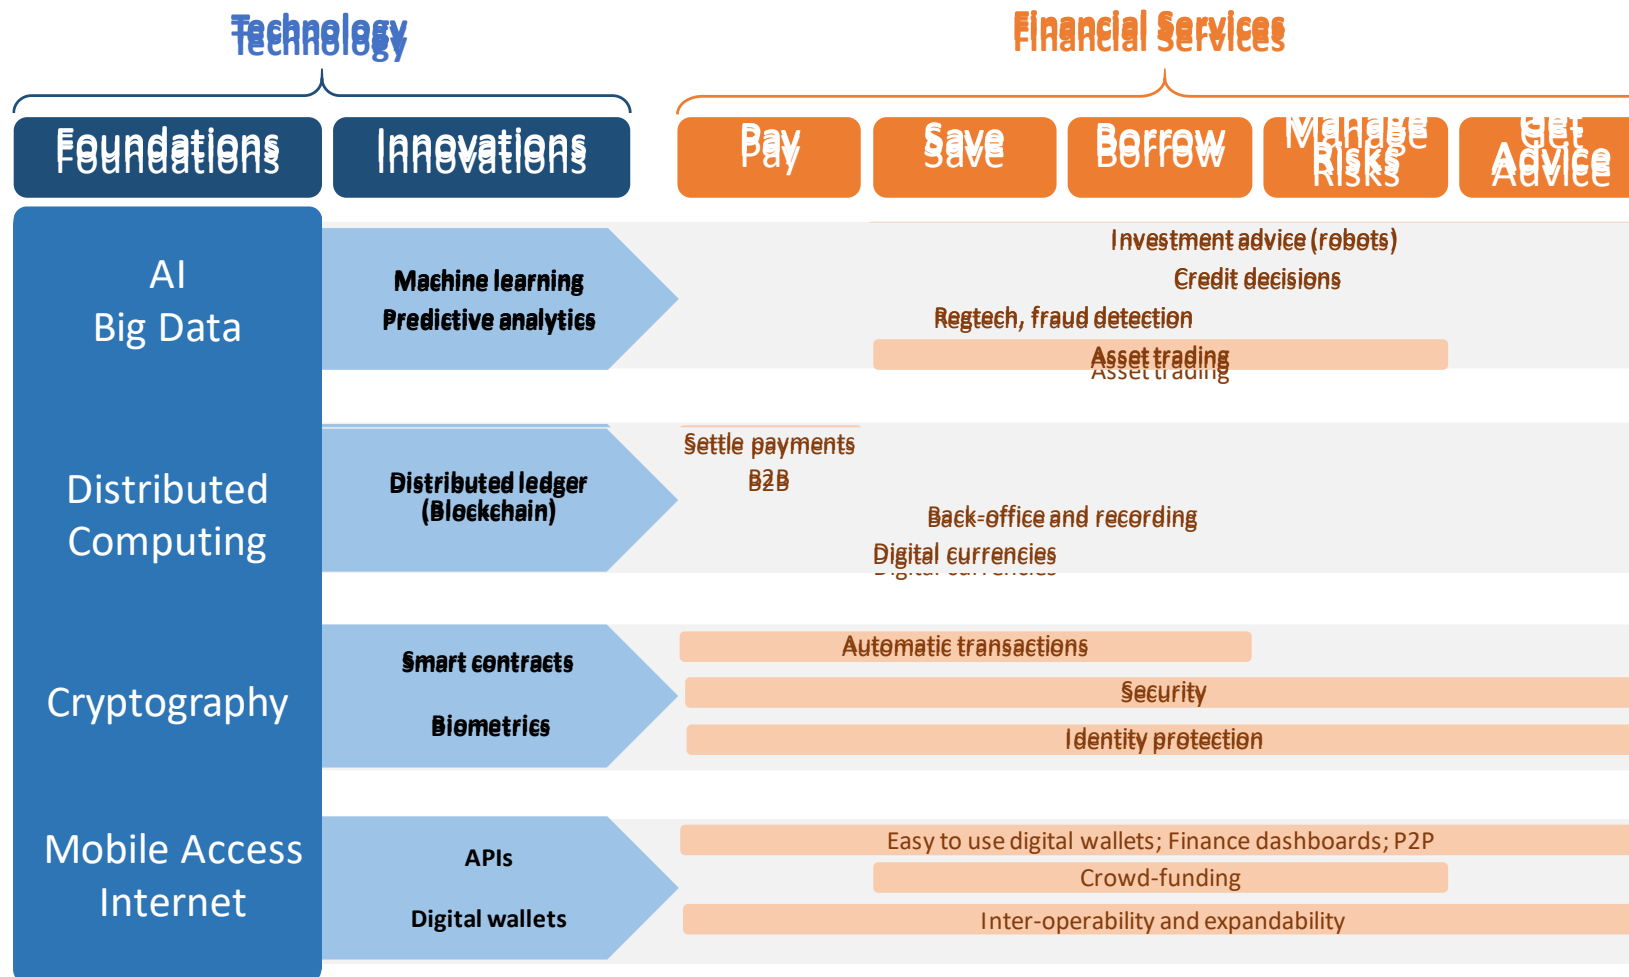 Technology
Financial Services
Foundations
Innovations
Pay
Save
Borrow
Manage
Risks
Get
Advice
AI
Big Data
Machine learning
Predictive analytics
Investment advice (robots)
Credit decisions
Regtech, fraud detection
Asset trading
Distributed
Computing
Distributed ledger
(Blockchain)
Settle payments
B2B
Back-office and recording
Digital currencies
Cryptography
Smart contracts
Biometrics
Automatic transactions
Security
Identity protection
Mobile Access
Internet
APIs
Digital wallets
Easy to use digital wallets; Finance dashboards; P2P
Crowd-funding
Inter-operability and expandability